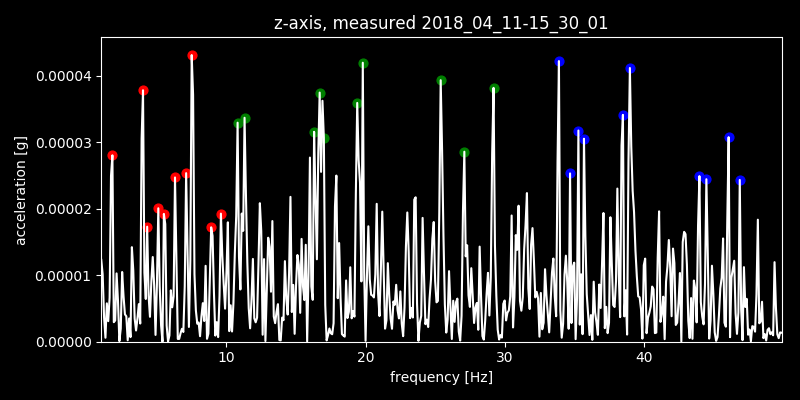 z-axis, measured 2018_04_11-15_30_01
acceleration [g]
0.00004
0.00003
0.00002
0.00001
0.00000
10 20 30 40
frequency [Hz]